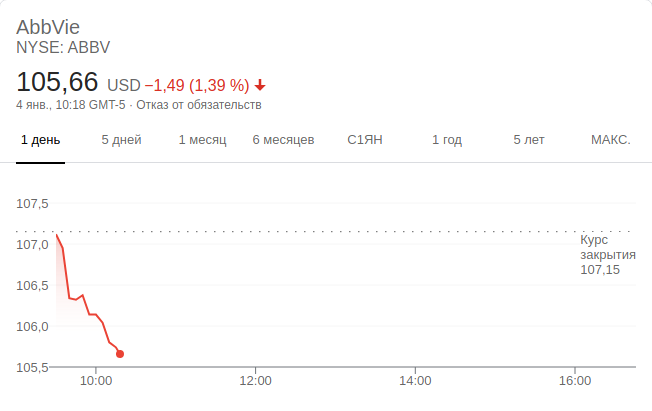 AbbVie
NYSE: ABBV
105,66 USD −1,49 (1,39 %)
4 янв., 10:18 GMT-5 · Отказ от обязательств
1 день 5 дней 1 месяц 6 месяцев С1ЯН 1 год 5 лет МАКС.
107,5
107,0
106,5
106,0
105,5
Курс
закрытия
107,15
10:00 12:00 14:00 16:00